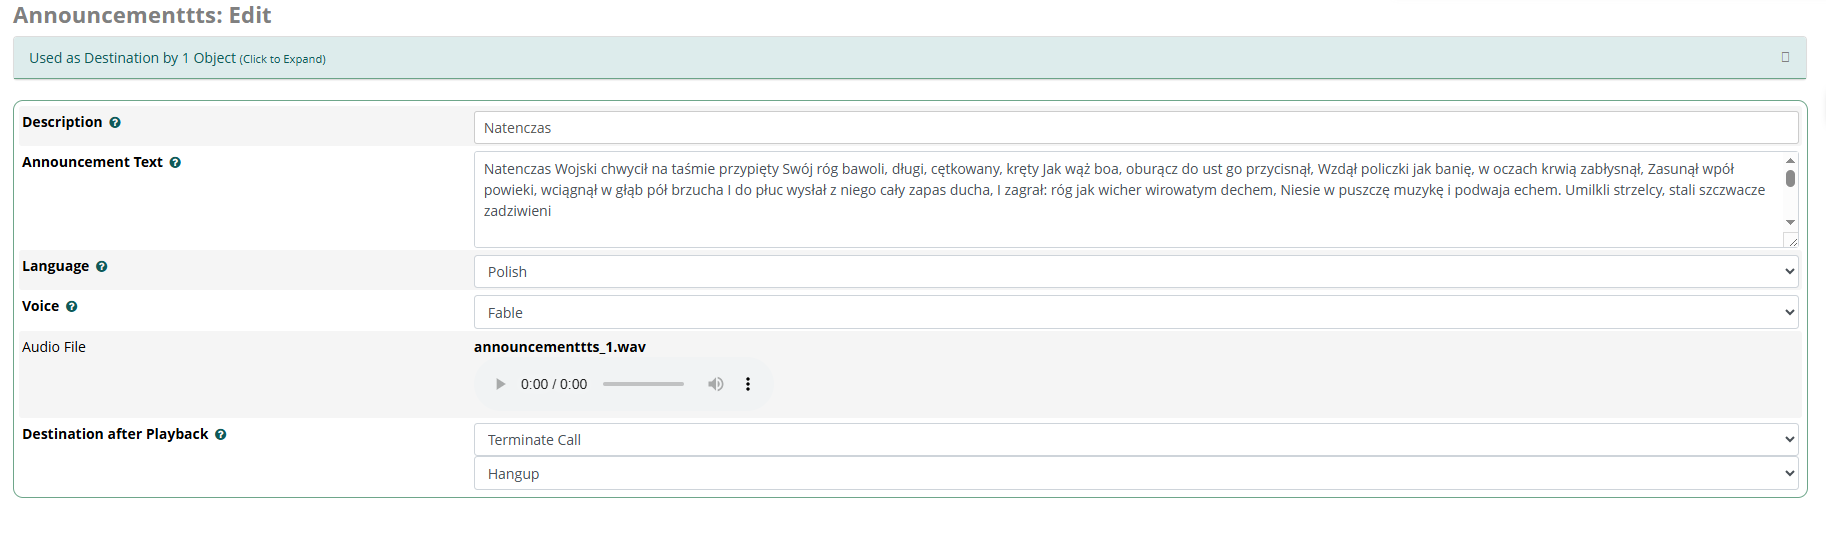 Announcementtts: Edit
Used as Destination by 1 Object (Click to Expand)
Description
Natenczas
Announcement Text
Natenczas Wojski chwycił na taśmie przypięty Swój róg bawoli, długi, cętkowany, kręty Jak wąż boa, oburącz do ust go przycisnął, Wzdął policzki jak banię, w oczach krwią zabłysnął, Zasunął wpół
powieki, wciągnął w głąb pół brzucha I do płuc wysłał z niego cały zapas ducha, I zagrał: róg jak wicher wirowatym dechem, Niesie w puszczę muzykę i podwaja echem. Umilkli strzelcy, stali szczwacze
zadziwieni
Language
Polish
Voice
Fable
Audio File
announcementtts_1.wav
0:00 / 0:00
Destination after Playback
Terminate Call
Hangup